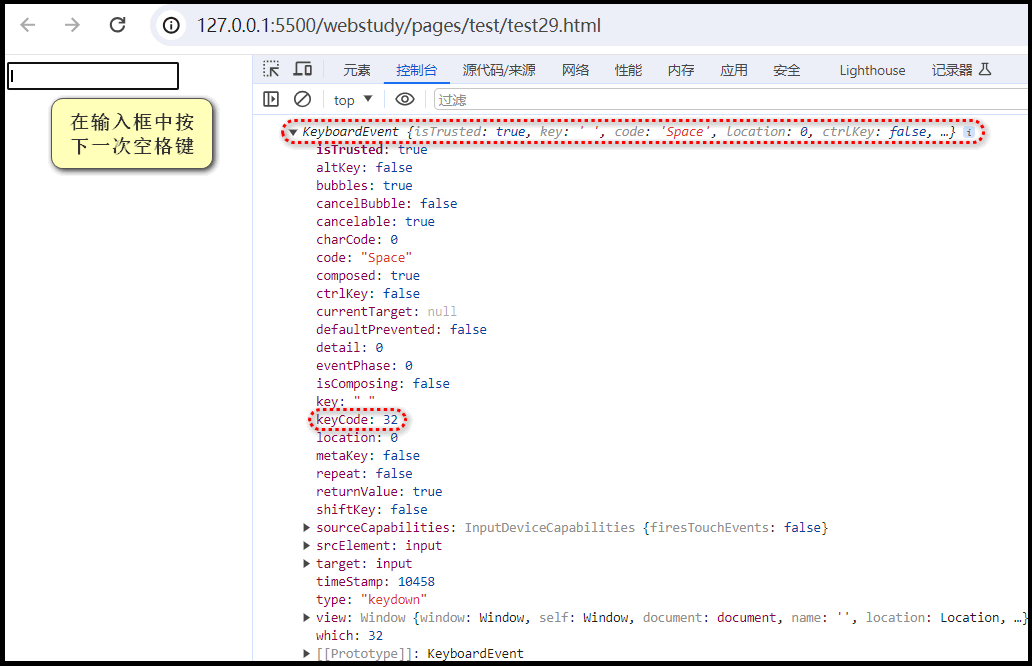 127.0.0.1:5500/webstudy/pages/test/test29.html
元素 控制台 源代码/来源 网络 性能 内存 应用 安全 Lighthouse 记录器
top 过滤
在输入框中按
下一次空格键
KeyboardEvent {isTrusted: true, key: ' ', code: 'Space', location: 0, ctrlKey: false, …} i
isTrusted: true
altKey: false
bubbles: true
cancelBubble: false
cancelable: true
charCode: 0
code: "Space"
composed: true
ctrlKey: false
currentTarget: null
defaultPrevented: false
detail: 0
eventPhase: 0
isComposing: false
key: " "
keyCode: 32
location: 0
metaKey: false
repeat: false
returnValue: true
shiftKey: false
sourceCapabilities: InputDeviceCapabilities {firesTouchEvents: false}
srcElement: input
target: input
timeStamp: 10458
type: "keydown"
view: Window {window: Window, self: Window, document: document, name: '', location: Location, …}
which: 32
[[Prototype]]: KeyboardEvent